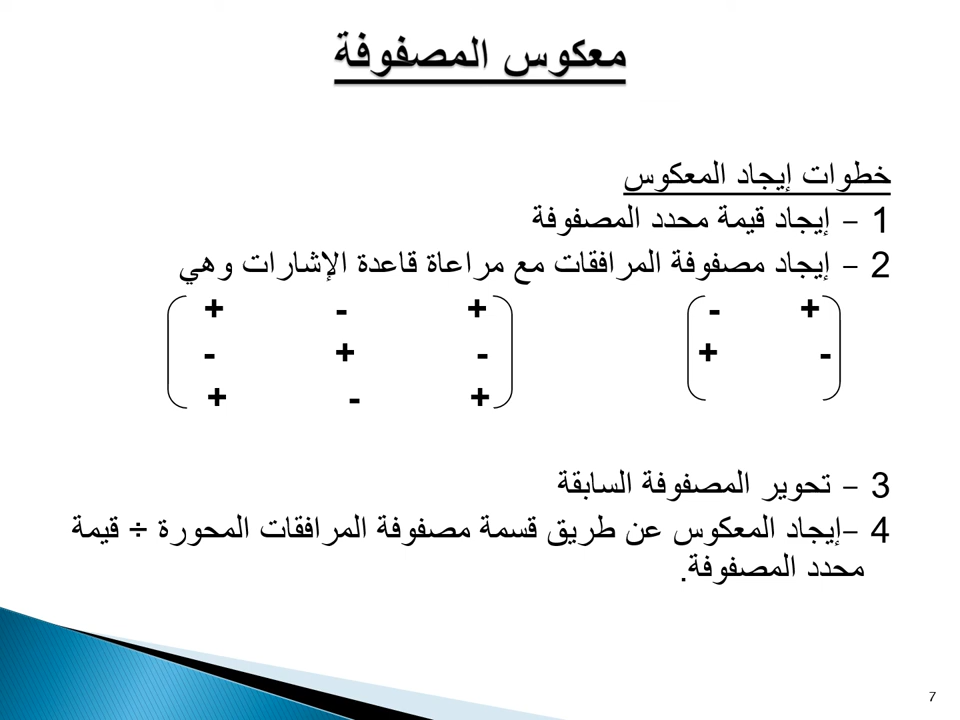 معكوس المصفوفة
خطوات إيجاد المعكوس
1 – إيجاد قيمة محدد المصفوفة
2 – إيجاد مصفوفة المرافقات مع مراعاة قاعدة الإشارات وهي
+ - + - +
- + - + -
+ - +
3 – تحوير المصفوفة السابقة
4 –إيجاد المعكوس عن طريق قسمة مصفوفة المرافقات المحورة ÷ قيمة
محدد المصفوفة.
7